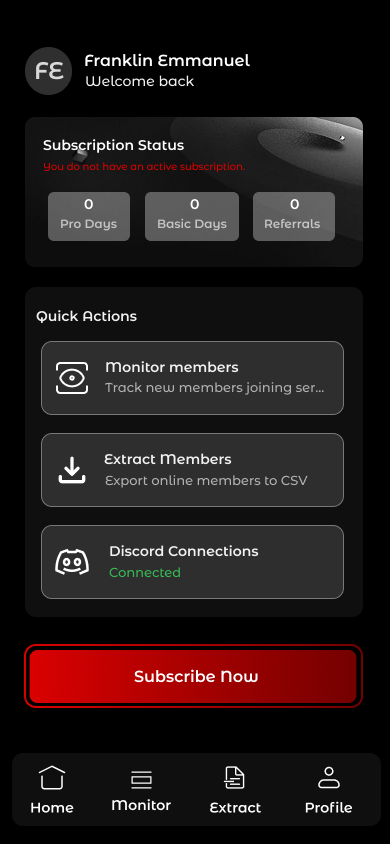 FE
Franklin Emmanuel
Welcome back
Subscription Status
You do not have an active subscription.
0 0 0
Pro Days Basic Days Referrals
Quick Actions
Monitor members
Track new members joining ser...
Extract Members
Export online members to CSV
Discord Connections
Connected
Subscribe Now
Home Monitor Extract Profile